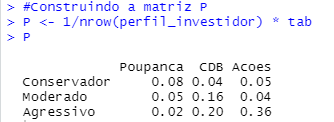 > #Construindo a matriz P
> P <- 1/nrow(perfil_investidor) * tab
> P
Poupanca CDB Acoes
Conservador 0.08 0.04 0.05
Moderado 0.05 0.16 0.04
Agressivo 0.02 0.20 0.36